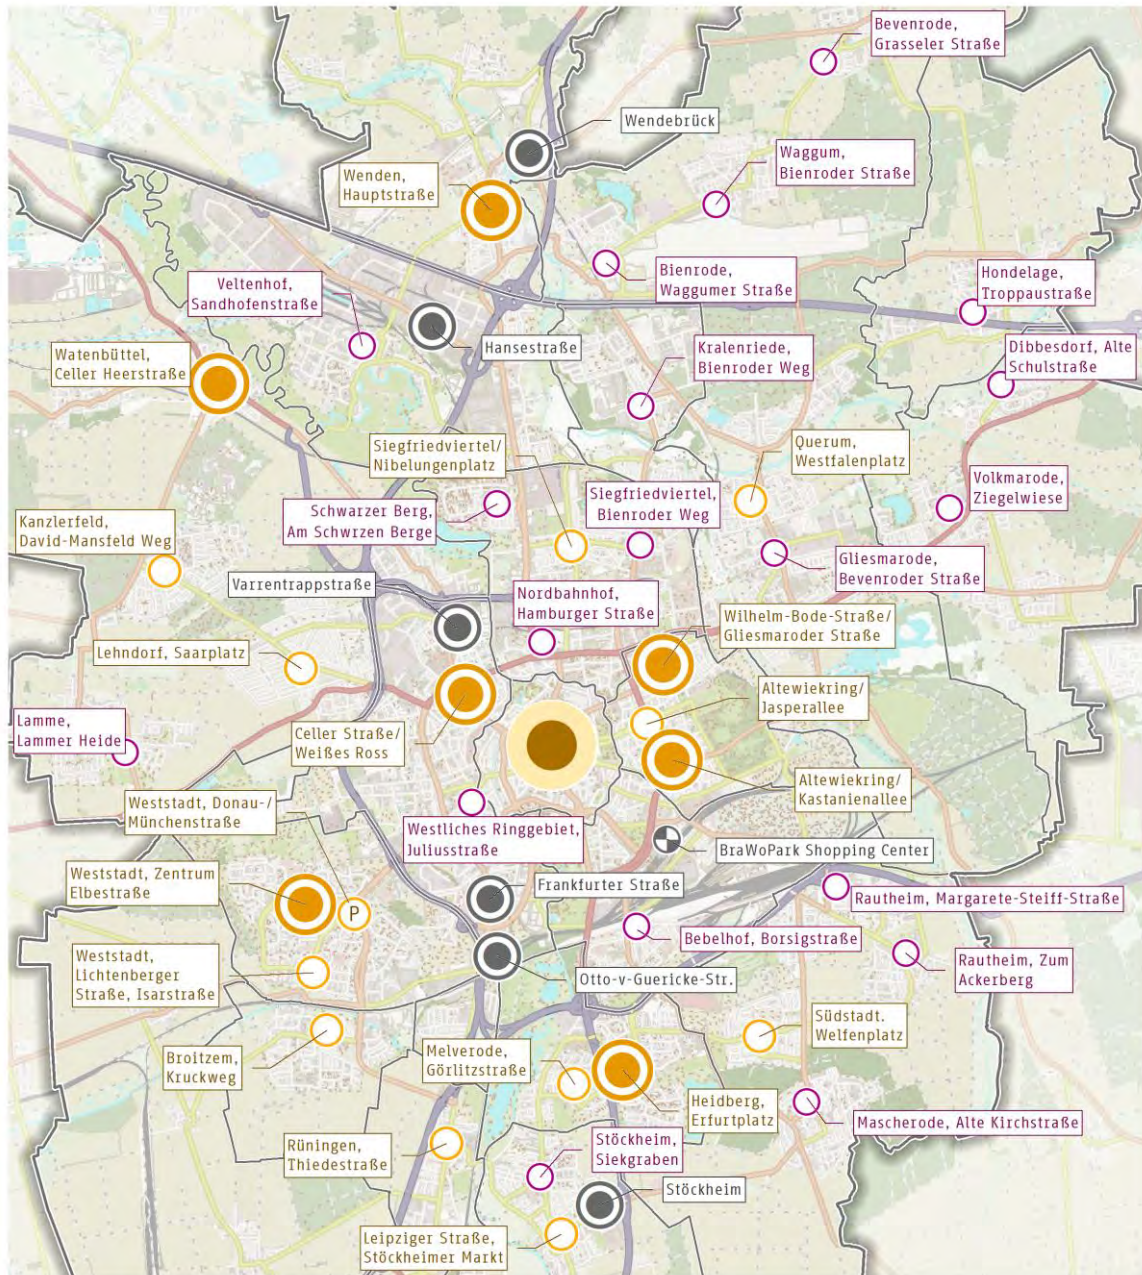 Bevenrode,
Grasseler Straße
Wendebrück
Waggum,
Bienroder Straße
Wenden,
Hauptstraße
Bienrode,
Waggumer Straße
Hondelage,
Troppaustraße
Veltenhof,
Sandhofenstraße
Hansestraße
Kralenriede,
Bienroder Weg
Dibbesdorf, Alte
Schulstraße
Watenbüttel,
Celler Heerstraße
Siegfriedviertel/
Nibelungenplatz
Querum,
Westfalenplatz
Schwarzer Berg,
Am Schwrzen Berge
Siegfriedviertel,
Bienroder Weg
Volkmarode,
Ziegelwiese
Kanzlerfeld,
David-Mansfeld Weg
Gliesmarode,
Bevenroder Straße
Varrentrappstraße
Nordbahnhof,
Hamburger Straße
Wilhelm-Bode-Straße/
Gliesmaroder Straße
Lehndorf, Saarplatz
Altewiekring/
Jasperallee
Lamme,
Lammer Heide
Celler Straße/
Weißes Ross
Altewiekring/
Kastanienallee
Weststadt, Donau-/
Münchenstraße
Westliches Ringgebiet,
Juliusstraße
BraWoPark Shopping Center
Weststadt, Zentrum
Elbestraße
Frankfurter Straße
Rautheim, Margarete-Steiff-Straße
P
Bebelhof, Borsigstraße
Weststadt,
Lichtenberger
Straße, Isarstraße
Otto-v-Guericke-Str.
Rautheim, Zum
Ackerberg
Südstadt.
Welfenplatz
Broitzem,
Kruckweg
Melverode,
Görlitzstraße
Heidberg,
Erfurtplatz
Mascherode, Alte Kirchstraße
Rüningen,
Thiedestraße
Stöckheim,
Siekgraben
Stöckheim
Leipziger Straße,
Stöckheimer Markt